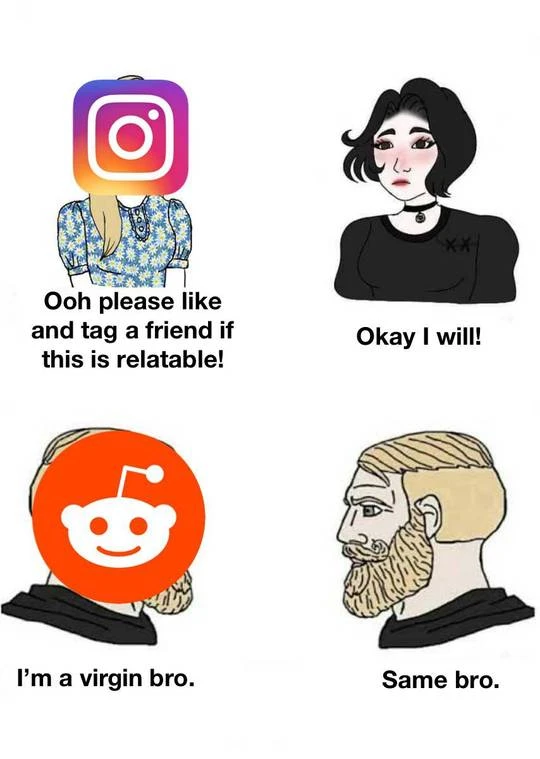 Ooh please like
and tag a friend if
this is relatable!
Okay I will!
I'm a virgin bro.
Same bro.